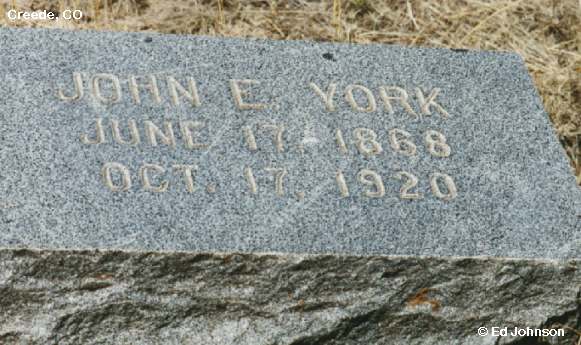 Creede, CO
JOHN E. YORK
JUNE 17, 1868
OCT. 17, 1920
© Ed Johnson